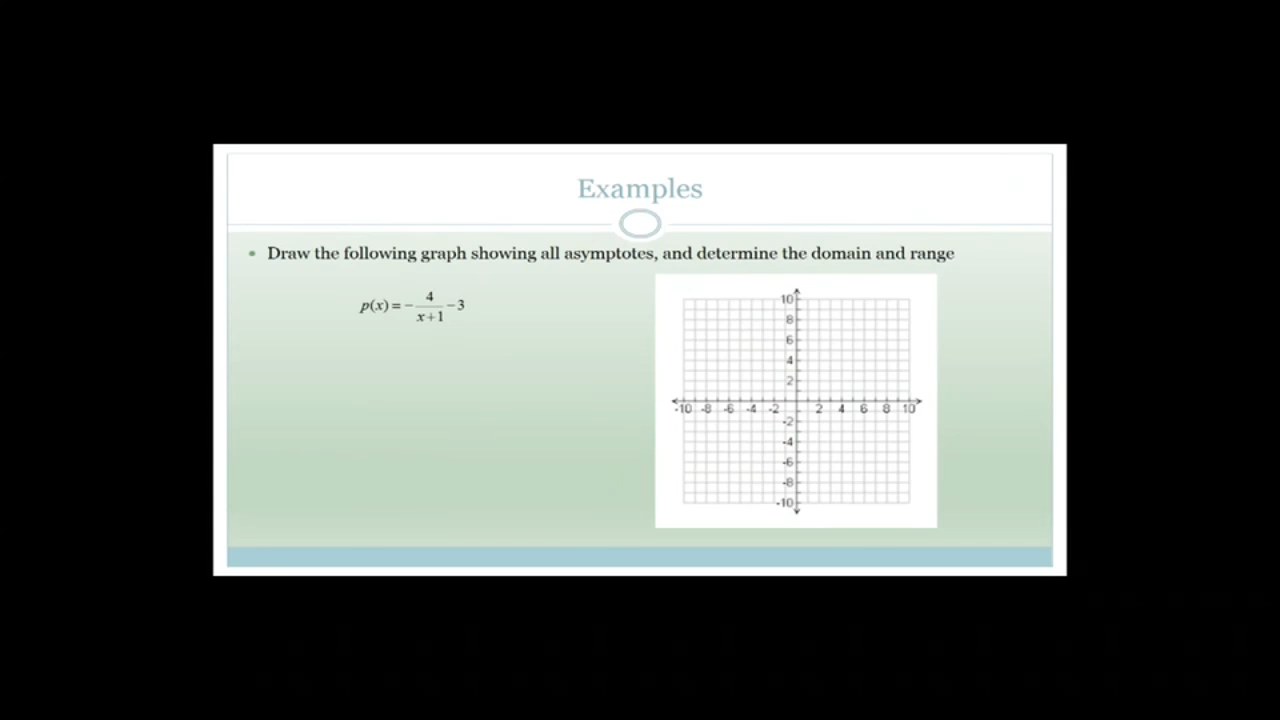 Examples
• Draw the following graph showing all asymptotes, and determine the domain and range
p(x) = - 4/(x+1) - 3
10
8
6
4
2
-10 -8 -6 -4 -2 2 4 6 8 10
-2
-4
-6
-8
-10